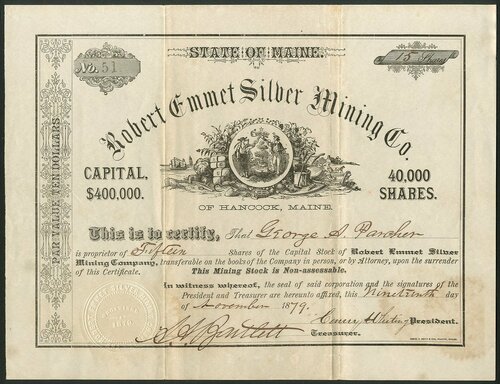 STATE OF MAINE.
No. 51
15 Shares
Robert Emmet Silver Mining Co.
CAPITAL, $400,000.
40,000 SHARES.
OF HANCOCK, MAINE.
PAR VALUE TEN DOLLARS
This is to certify, That George A. Parcher
is proprietor of Fifteen Shares of the Capital Stock of Robert Emmet Silver
Mining Company, transferable on the books of the Company in person, or by Attorney, upon the surrender
of this Certificate. This Mining Stock is Non-assessable.
In witness whereof, the seal of said corporation and the signatures of the
President and Treasurer are hereunto affixed, this Nineteenth day
of November 1879.
Henry Whiting President.
Bartlett Treasurer.